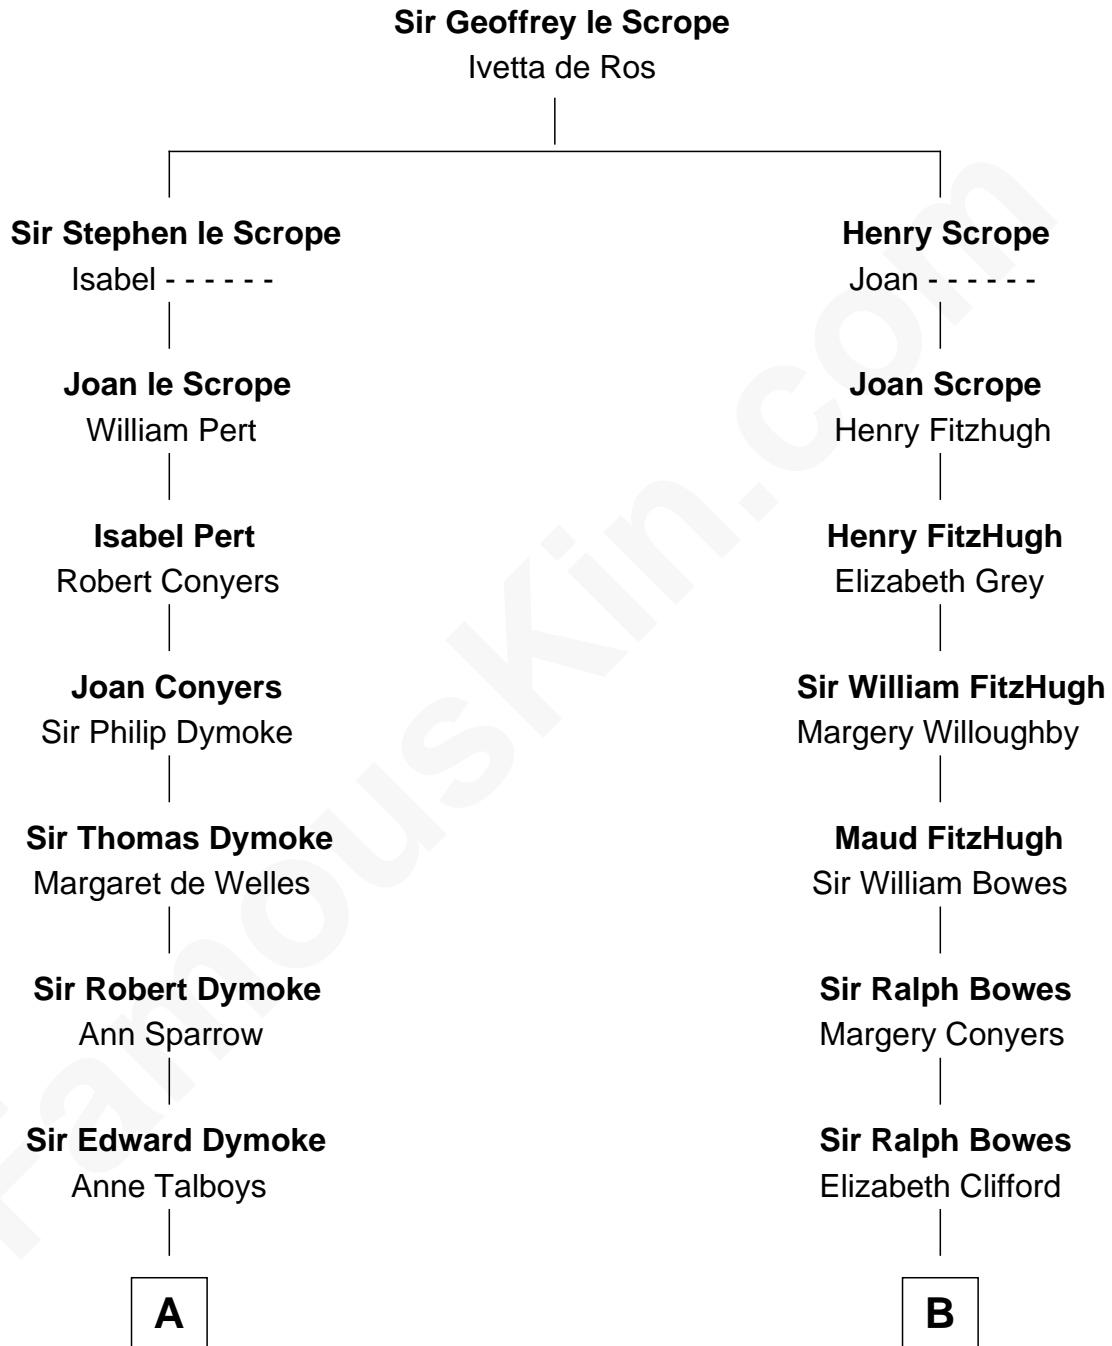 Sir Geoffrey le Scrope
Ivetta de Ros
Sir Stephen le Scrope
Isabel - - - - - -
Henry Scrope
Joan - - - - - -
Joan le Scrope
William Pert
Joan Scrope
Henry Fitzhugh
Isabel Pert
Robert Conyers
Henry FitzHugh
Elizabeth Grey
Joan Conyers
Sir Philip Dymoke
Sir William FitzHugh
Margery Willoughby
Sir Thomas Dymoke
Margaret de Welles
Maud FitzHugh
Sir William Bowes
Sir Robert Dymoke
Ann Sparrow
Sir Ralph Bowes
Margery Conyers
Sir Edward Dymoke
Anne Talboys
Sir Ralph Bowes
Elizabeth Clifford
A
B
FamousKin.com